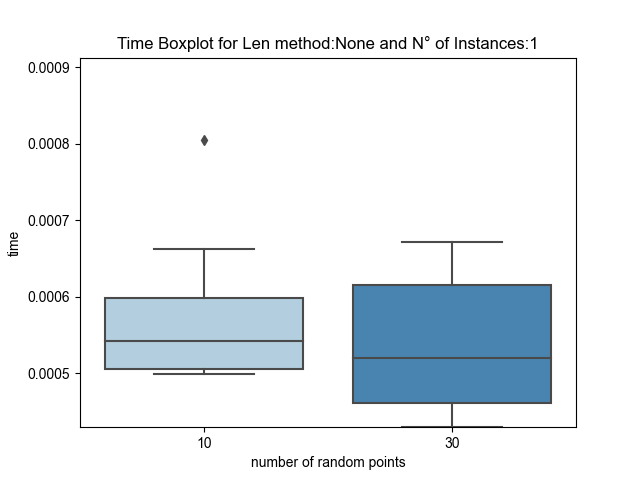 Time Boxplot for Len method:None and N° of Instances:1
0.0009
0.0008
0.0007
0.0006
0.0005
time
10
30
number of random points